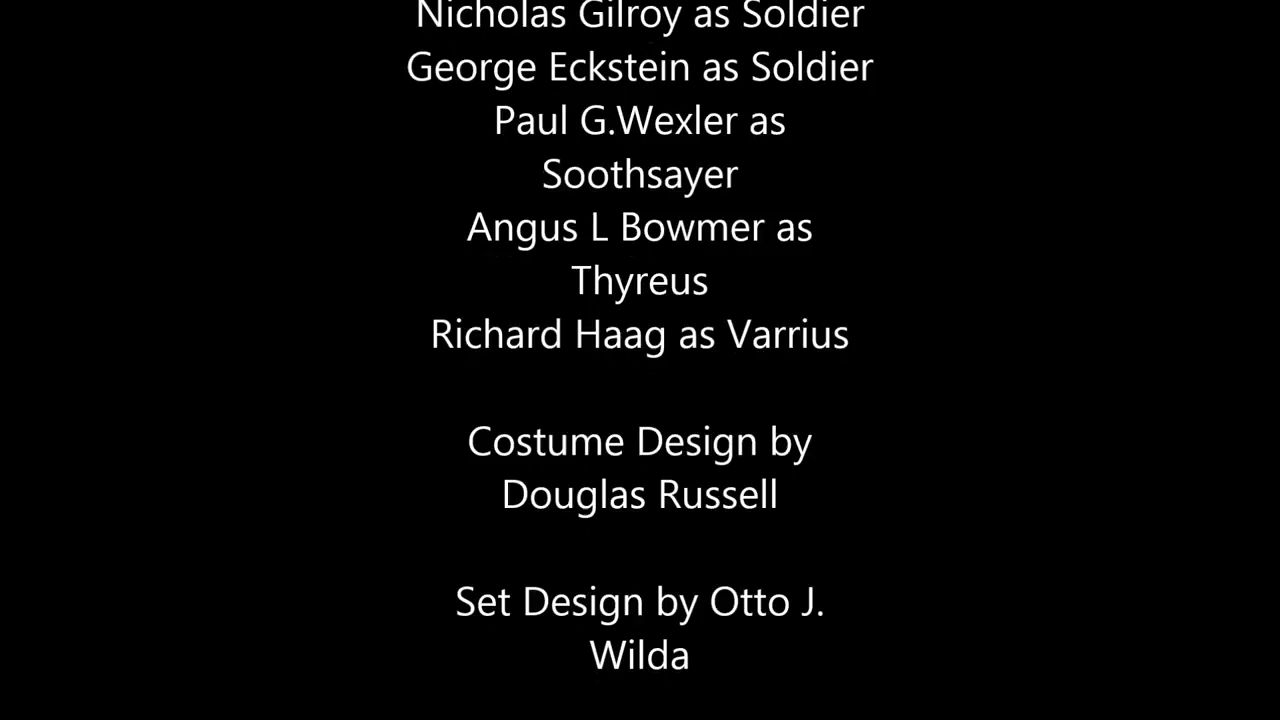 Nicholas Gilroy as Soldier
George Eckstein as Soldier
Paul G.Wexler as
Soothsayer
Angus L Bowmer as
Thyreus
Richard Haag as Varrius
Costume Design by
Douglas Russell
Set Design by Otto J.
Wilda